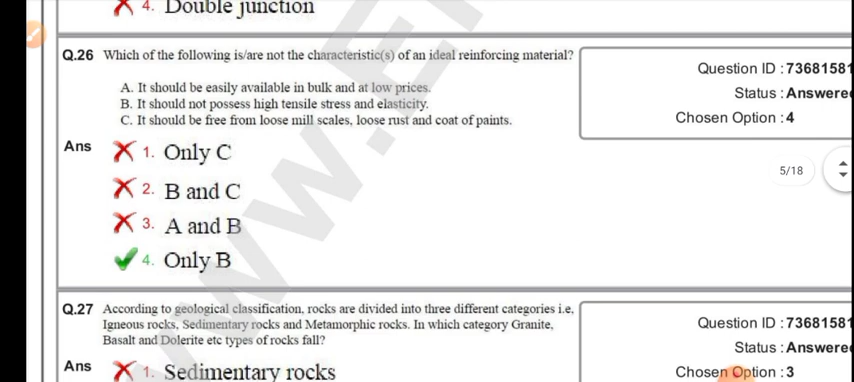 4. Double junction
Q.26 Which of the following is/are not the characteristic(s) of an ideal reinforcing material?
A. It should be easily available in bulk and at low prices.
B. It should not possess high tensile stress and elasticity.
C. It should be free from loose mill scales, loose rust and coat of paints.
Question ID : 73681581
Status : Answere
Chosen Option : 4
Ans
1. Only C
2. B and C
3. A and B
4. Only B
5/18
Q.27 According to geological classification, rocks are divided into three different categories i.e,
Igneous rocks, Sedimentary rocks and Metamorphic rocks. In which category Granite,
Basalt and Dolerite etc types of rocks fall?
Question ID : 73681581
Status : Answere
Chosen Option : 3
Ans
1. Sedimentary rocks